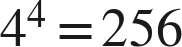 4⁴ = 256